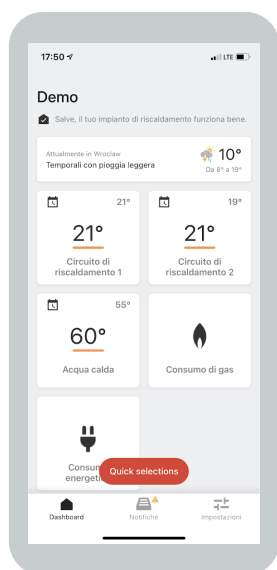 17:50
LTE
Demo
Salve, il tuo impianto di riscaldamento funziona bene.
Attualmente in Wroclaw
Temporali con pioggia leggera
10°
Da 8° a 19°
21°
21°
Circuito di
riscaldamento 1
19°
21°
Circuito di
riscaldamento 2
55°
60°
Acqua calda
Consumo di gas
Quick selections
Dashboard
Notifiche
Impostazioni